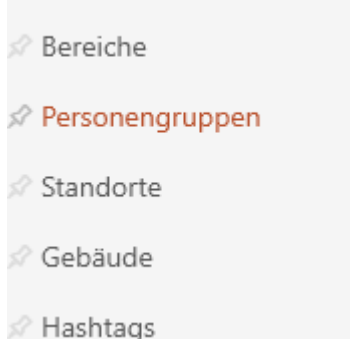 Bereiche
Personengruppen
Standorte
Gebäude
Hashtags